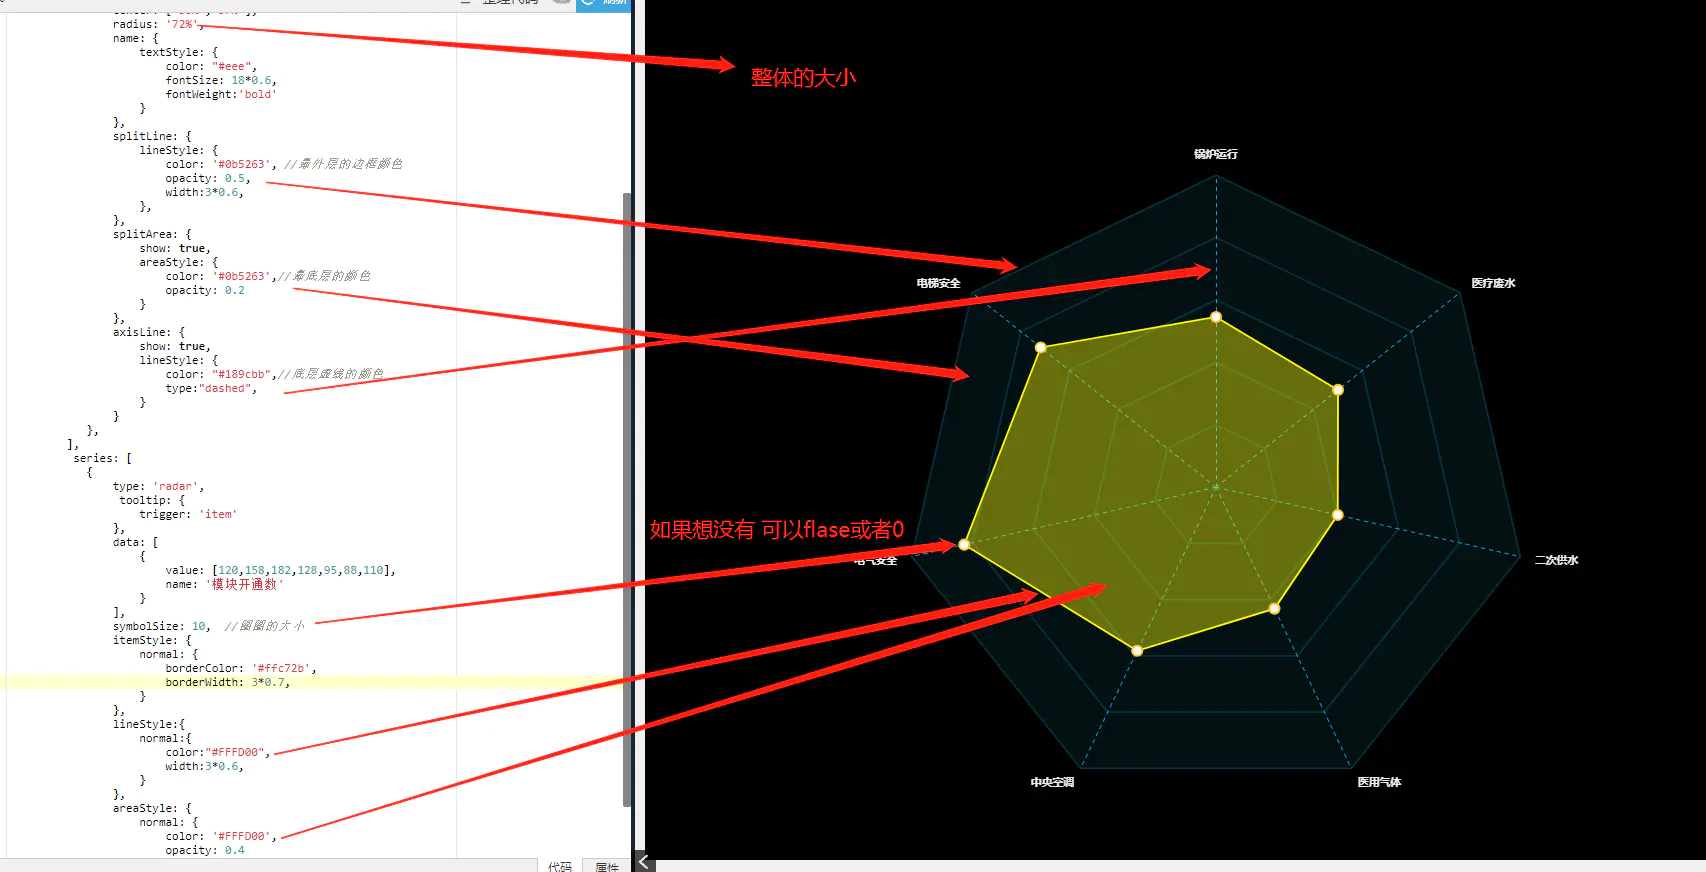 整理代码
刷新
radius: '72%',
name: {
textStyle: {
color: "#eee",
fontSize: 18*0.6,
fontWeight:'bold'
}
},
splitLine: {
lineStyle: {
color: '#0b5263', //最外层的边框颜色
opacity: 0.5,
width:3*0.6,
},
},
splitArea: {
show: true,
areaStyle: {
color: '#0b5263',//最底层的颜色
opacity: 0.2
}
},
axisLine: {
show: true,
lineStyle: {
color: "#189cbb",//底层虚线的颜色
type:"dashed",
}
}
},
],
series: [
{
type: 'radar',
tooltip: {
trigger: 'item'
},
data: [
{
value: [120,158,182,128,95,88,110],
name: '模块开通数'
}
],
symbolSize: 10, //圈圈的大小
itemStyle: {
normal: {
borderColor: '#ffc72b',
borderWidth: 3*0.7,
}
},
lineStyle:{
normal:{
color:"#FFFD00",
width:3*0.6,
}
},
areaStyle: {
normal: {
color: '#FFFD00',
opacity: 0.4
代码
属性
整体的大小
锅炉运行
电梯安全
医疗废水
如果想没有 可以flase或者0
电气安全
二次供水
中央空调
医用气体